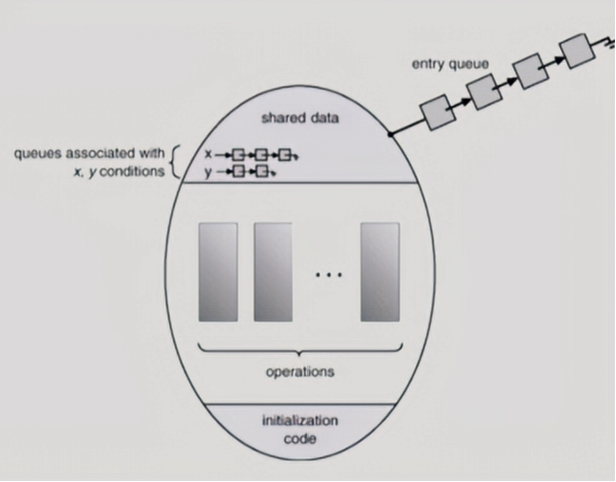 entry queue
shared data
queues associated with
x, y conditions
x
y
...
operations
initialization
code